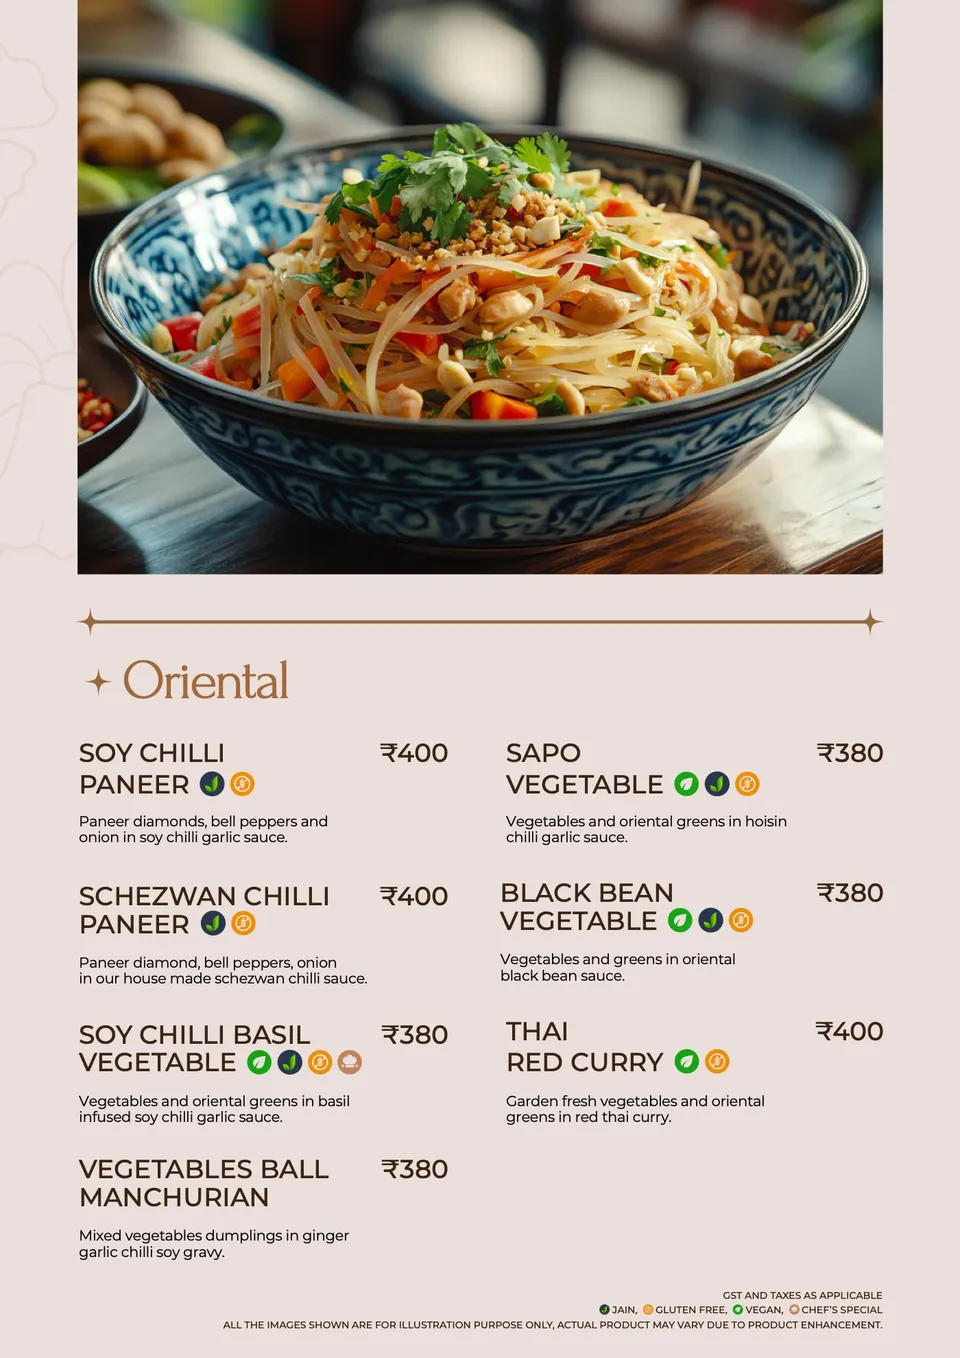 Oriental
SOY CHILLI
PANEER
₹400
Paneer diamonds, bell peppers and
onion in soy chilli garlic sauce.
SCHEZWAN CHILLI
PANEER
₹400
Paneer diamond, bell peppers, onion
in our house made schezwan chilli sauce.
SOY CHILLI BASIL
VEGETABLE
₹380
Vegetables and oriental greens in basil
infused soy chilli garlic sauce.
VEGETABLES BALL
MANCHURIAN
₹380
Mixed vegetables dumplings in ginger
garlic chilli soy gravy.
SAPO
VEGETABLE
₹380
Vegetables and oriental greens in hoisin
chilli garlic sauce.
BLACK BEAN
VEGETABLE
₹380
Vegetables and greens in oriental
black bean sauce.
THAI
RED CURRY
₹400
Garden fresh vegetables and oriental
greens in red thai curry.
GST AND TAXES AS APPLICABLE
JAIN, GLUTEN FREE, VEGAN, CHEF'S SPECIAL
ALL THE IMAGES SHOWN ARE FOR ILLUSTRATION PURPOSE ONLY, ACTUAL PRODUCT MAY VARY DUE TO PRODUCT ENHANCEMENT.